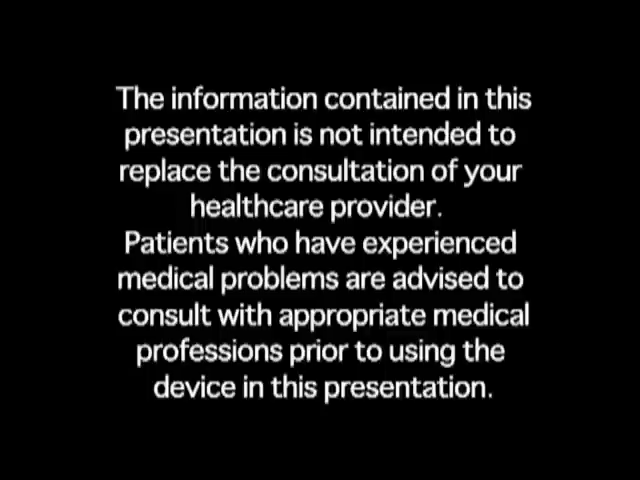 The information contained in this
presentation is not intended to
replace the consultation of your
healthcare provider.
Patients who have experienced
medical problems are advised to
consult with appropriate medical
professions prior to using the
device in this presentation.